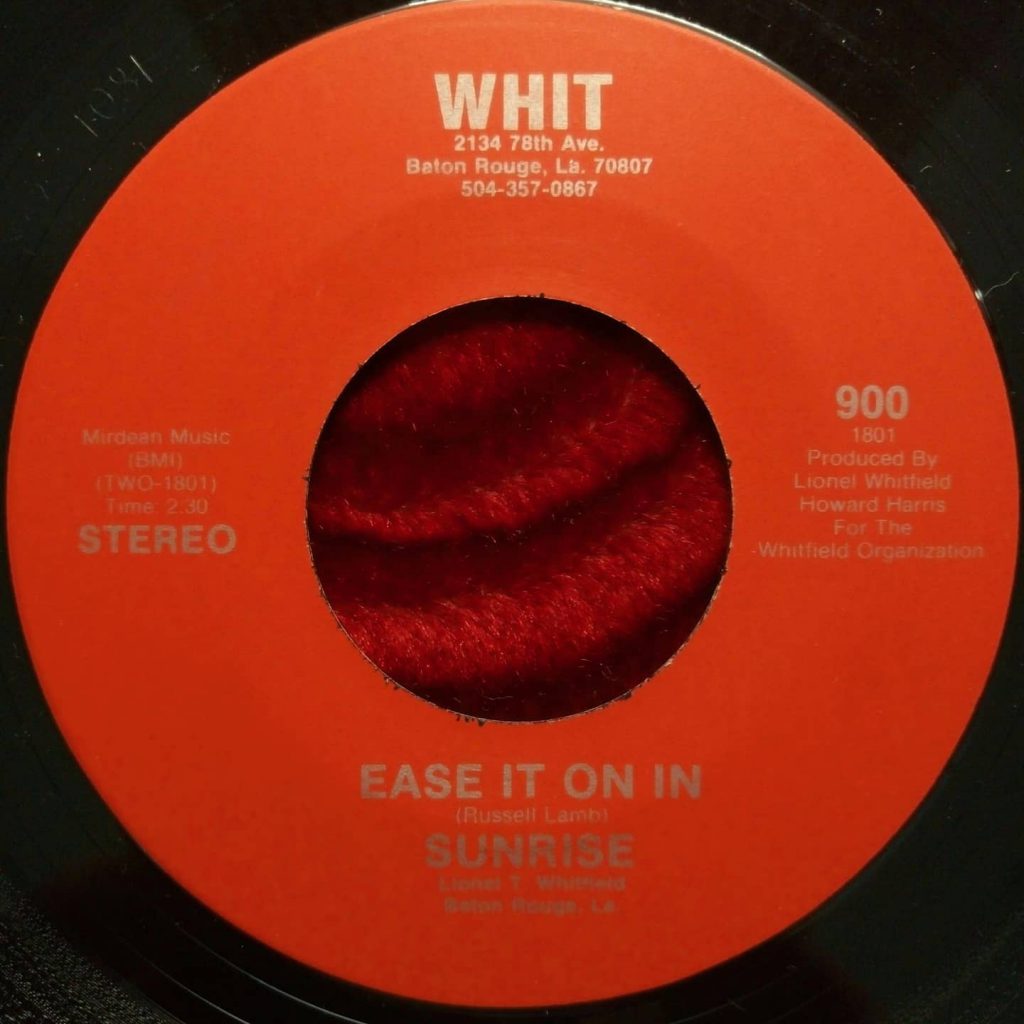 WHIT
2134 78th Ave.
Baton Rouge, La. 70807
504-357-0867
Mirdean Music
(BMI)
(TWO-1801)
Time: 2:30
STEREO
900
1801
Produced By
Lionel Whitfield
Howard Harris
For The
Whitfield Organization
EASE IT ON IN
(Russell Lamb)
SUNRISE
Lionel T. Whitfield
Baton Rouge, La.